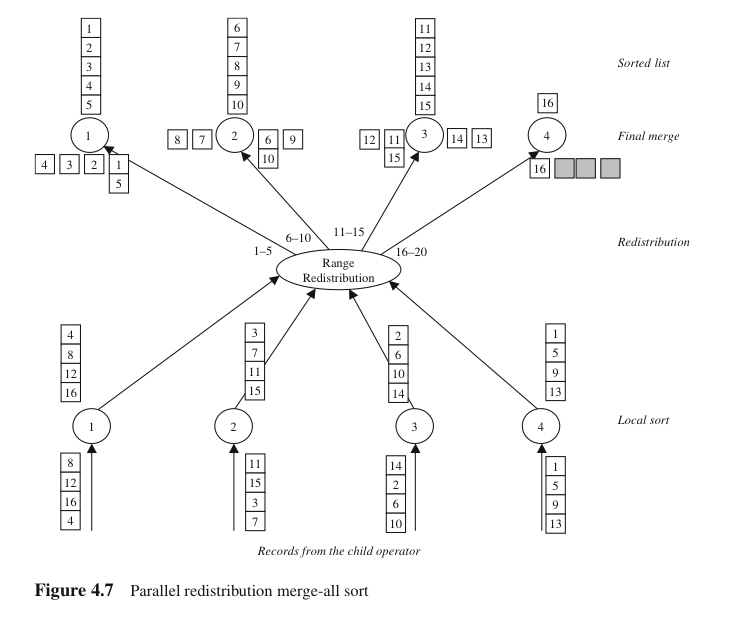 1 6 11
2 7 12
3 8 13 Sorted list
4 9 14
5 10 15 16
1 8 7 2 6 9 12 11 3 14 13 4 Final merge
4 3 2 1 10 15 16
5
6–10 11–15
1–5 16–20 Redistribution
Range
Redistribution
4 3 2 1
8 7 6 5
12 11 10 9
16 15 14 13
1 2 3 4 Local sort
8 11 14 1
12 15 2 5
16 3 6 9
4 7 10 13
Records from the child operator
Figure 4.7 Parallel redistribution merge-all sort